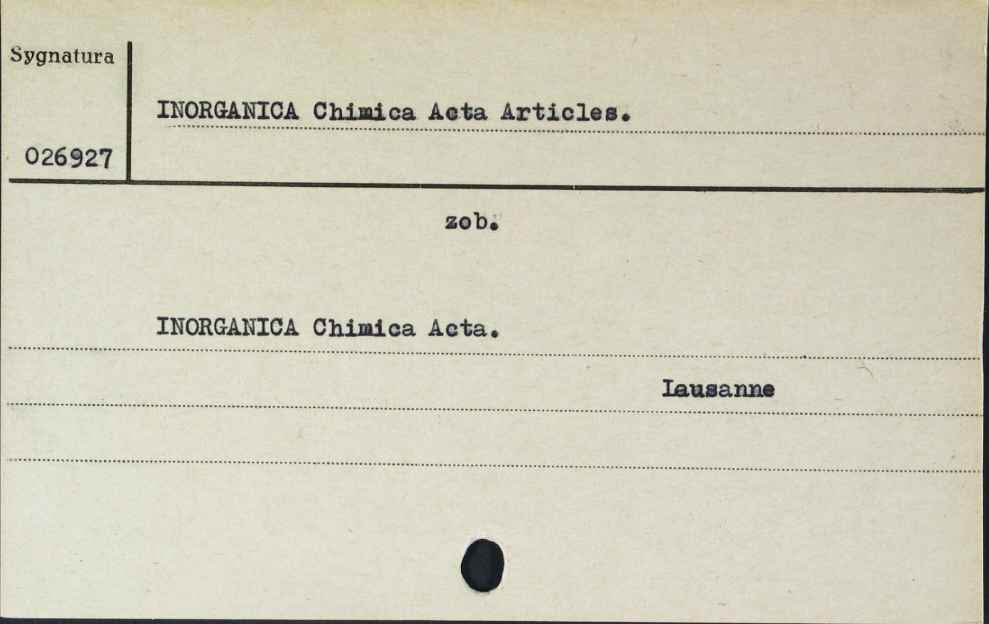 Sygnatura
INORGANICA Chimica Acta Articles.
026927
zob.
INORGANICA Chimica Acta.
Lausanne